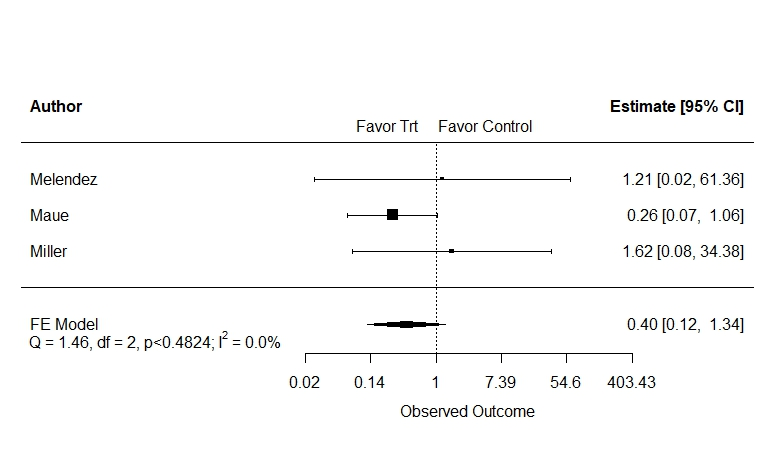 Author Estimate [95% CI]
Favor Trt Favor Control
Melendez 1.21 [0.02, 61.36]
Maue 0.26 [0.07, 1.06]
Miller 1.62 [0.08, 34.38]
FE Model 0.40 [0.12, 1.34]
Q = 1.46, df = 2, p<0.4824; I² = 0.0%
0.02 0.14 1 7.39 54.6 403.43
Observed Outcome